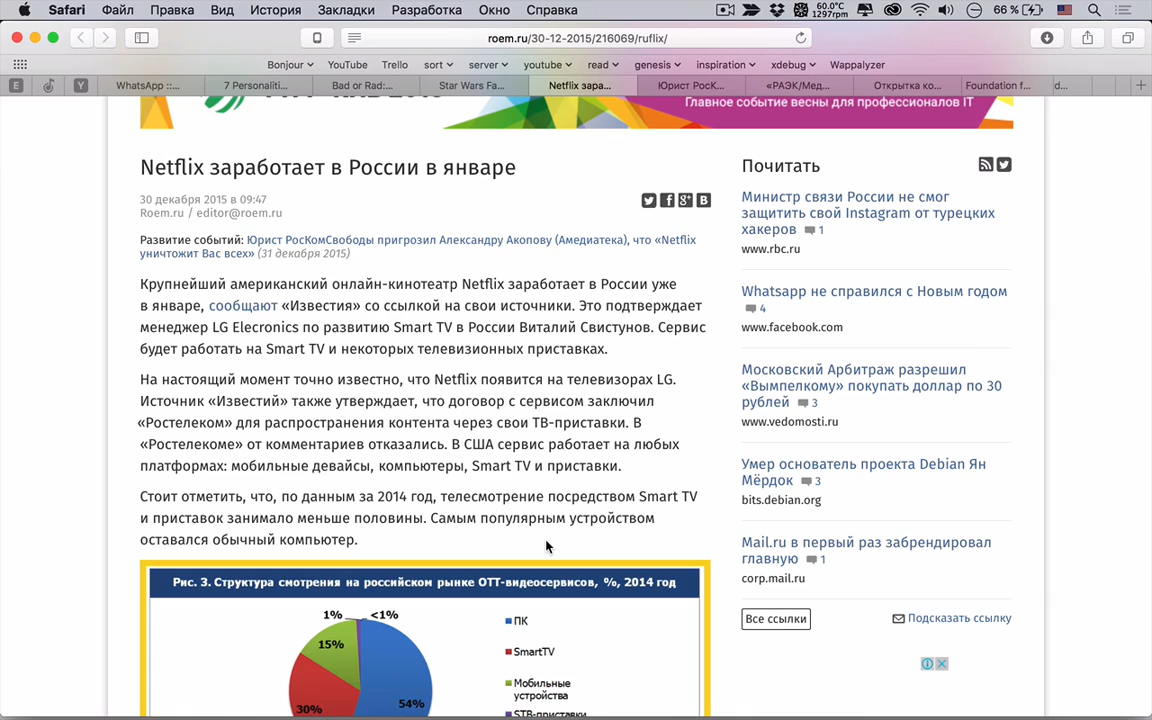 Safari Файл Правка Вид История Закладки Разработка Окно Справка 60.0°C 1297rpm 66 %
roem.ru/30-12-2015/216069/ruflix/
Bonjour YouTube Trello sort server youtube read genesis inspiration xdebug Wappalyzer
E Y WhatsApp ::... 7 Personaliti... Bad or Rad:... Star Wars Fa... Netflix зара... Юрист РосК... «РАЭК/Мед... Открытка ко... Foundation f... d...
Главное событие весны для профессионалов IT
Netflix заработает в России в январе
30 декабря 2015 в 09:47
Roem.ru / editor@roem.ru
Развитие событий: Юрист РосКомСвободы пригрозил Александру Акопову (Амедиатека), что «Netflix
уничтожит Вас всех» (31 декабря 2015)
Крупнейший американский онлайн-кинотеатр Netflix заработает в России уже
в январе, сообщают «Известия» со ссылкой на свои источники. Это подтверждает
менеджер LG Elecronics по развитию Smart TV в России Виталий Свистунов. Сервис
будет работать на Smart TV и некоторых телевизионных приставках.
На настоящий момент точно известно, что Netflix появится на телевизорах LG.
Источник «Известий» также утверждает, что договор с сервисом заключил
«Ростелеком» для распространения контента через свои ТВ-приставки. В
«Ростелекоме» от комментариев отказались. В США сервис работает на любых
платформах: мобильные девайсы, компьютеры, Smart TV и приставки.
Стоит отметить, что, по данным за 2014 год, телесмотрение посредством Smart TV
и приставок занимало меньше половины. Самым популярным устройством
оставался обычный компьютер.
Рис. 3. Структура смотрения на российском рынке ОТТ-видеосервисов, %, 2014 год
1% <1%
15%
30%
54%
ПК
SmartTV
Мобильные
устройства
STB-приставки
Почитать
Министр связи России не смог
защитить свой Instagram от турецких
хакеров 1
www.rbc.ru
Whatsapp не справился с Новым годом
4
www.facebook.com
Московский Арбитраж разрешил
«Вымпелкому» покупать доллар по 30
рублей 3
www.vedomosti.ru
Умер основатель проекта Debian Ян
Мёрдок 3
bits.debian.org
Mail.ru в первый раз забрендировал
главную 1
corp.mail.ru
Все ссылки Подсказать ссылку